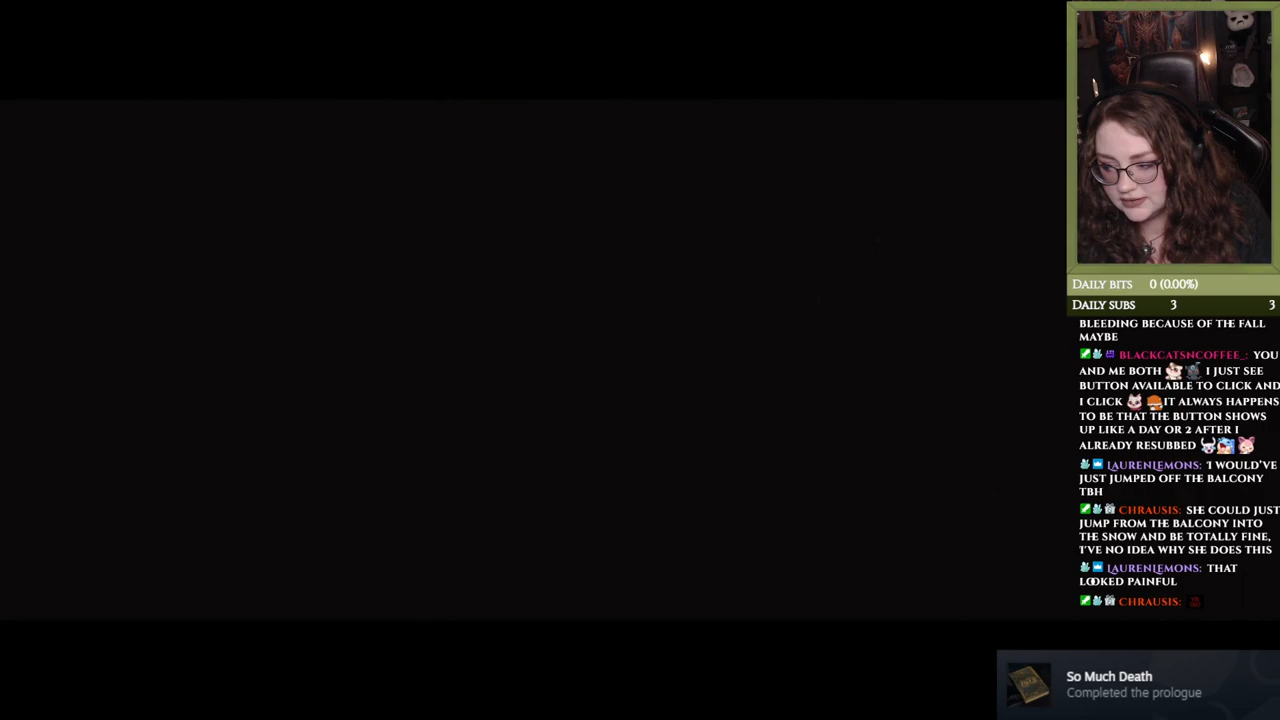 DAILY BITS 0 (0.00%)
DAILY SUBS 3 3
BLEEDING BECAUSE OF THE FALL
MAYBE
BLACKCATSNCOFFEE_: YOU
AND ME BOTH I JUST SEE
BUTTON AVAILABLE TO CLICK AND
I CLICK IT ALWAYS HAPPENS
TO BE THAT THE BUTTON SHOWS
UP LIKE A DAY OR 2 AFTER I
ALREADY RESUBBED
LAURENLEMONS: I WOULD'VE
JUST JUMPED OFF THE BALCONY
TBH
CHRAUSIS: SHE COULD JUST
JUMP FROM THE BALCONY INTO
THE SNOW AND BE TOTALLY FINE,
I'VE NO IDEA WHY SHE DOES THIS
LAURENLEMONS: THAT
LOOKED PAINFUL
CHRAUSIS:
So Much Death
Completed the prologue